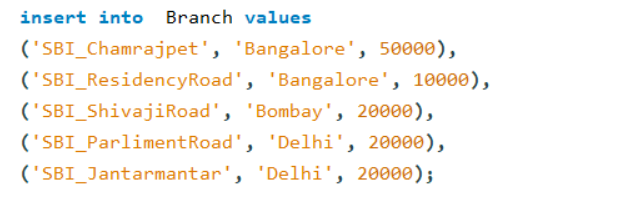 insert into  Branch values
('SBI_Chamrajpet', 'Bangalore', 50000),
('SBI_ResidencyRoad', 'Bangalore', 10000),
('SBI_ShivajiRoad', 'Bombay', 20000),
('SBI_ParlimentRoad', 'Delhi', 20000),
('SBI_Jantarmantar', 'Delhi', 20000);